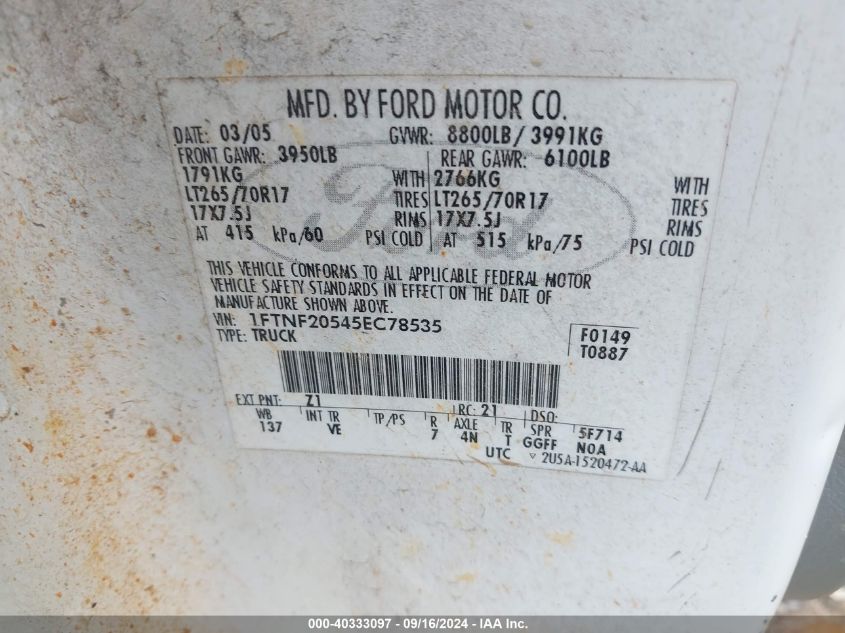 MFD. BY FORD MOTOR CO.
DATE: 03/05 GVWR: 8800LB/ 3991KG
FRONT GAWR: 3950LB REAR GAWR: 6100LB
1791KG WITH 2766KG WITH
LT265/70R17 TIRES LT265/70R17 TIRES
17X7.5J RIMS 17X7.5J RIMS
AT 415 kPa/60 PSI COLD AT 515 kPa/75 PSI COLD
Ford
THIS VEHICLE CONFORMS TO ALL APPLICABLE FEDERAL MOTOR
VEHICLE SAFETY STANDARDS IN EFFECT ON THE DATE OF
MANUFACTURE SHOWN ABOVE.
VIN: 1FTNF20545EC78535 F0149
TYPE: TRUCK T0887
EXT PNT: Z1 RC: 21 DSO:
WB INT TR TP/PS R AXLE TR SPR 5F714
137 VE 7 4N T GGFF N0A
UTC ▽ 2U5A-1520472-AA
000-40333097 - 09/16/2024 - IAA Inc.